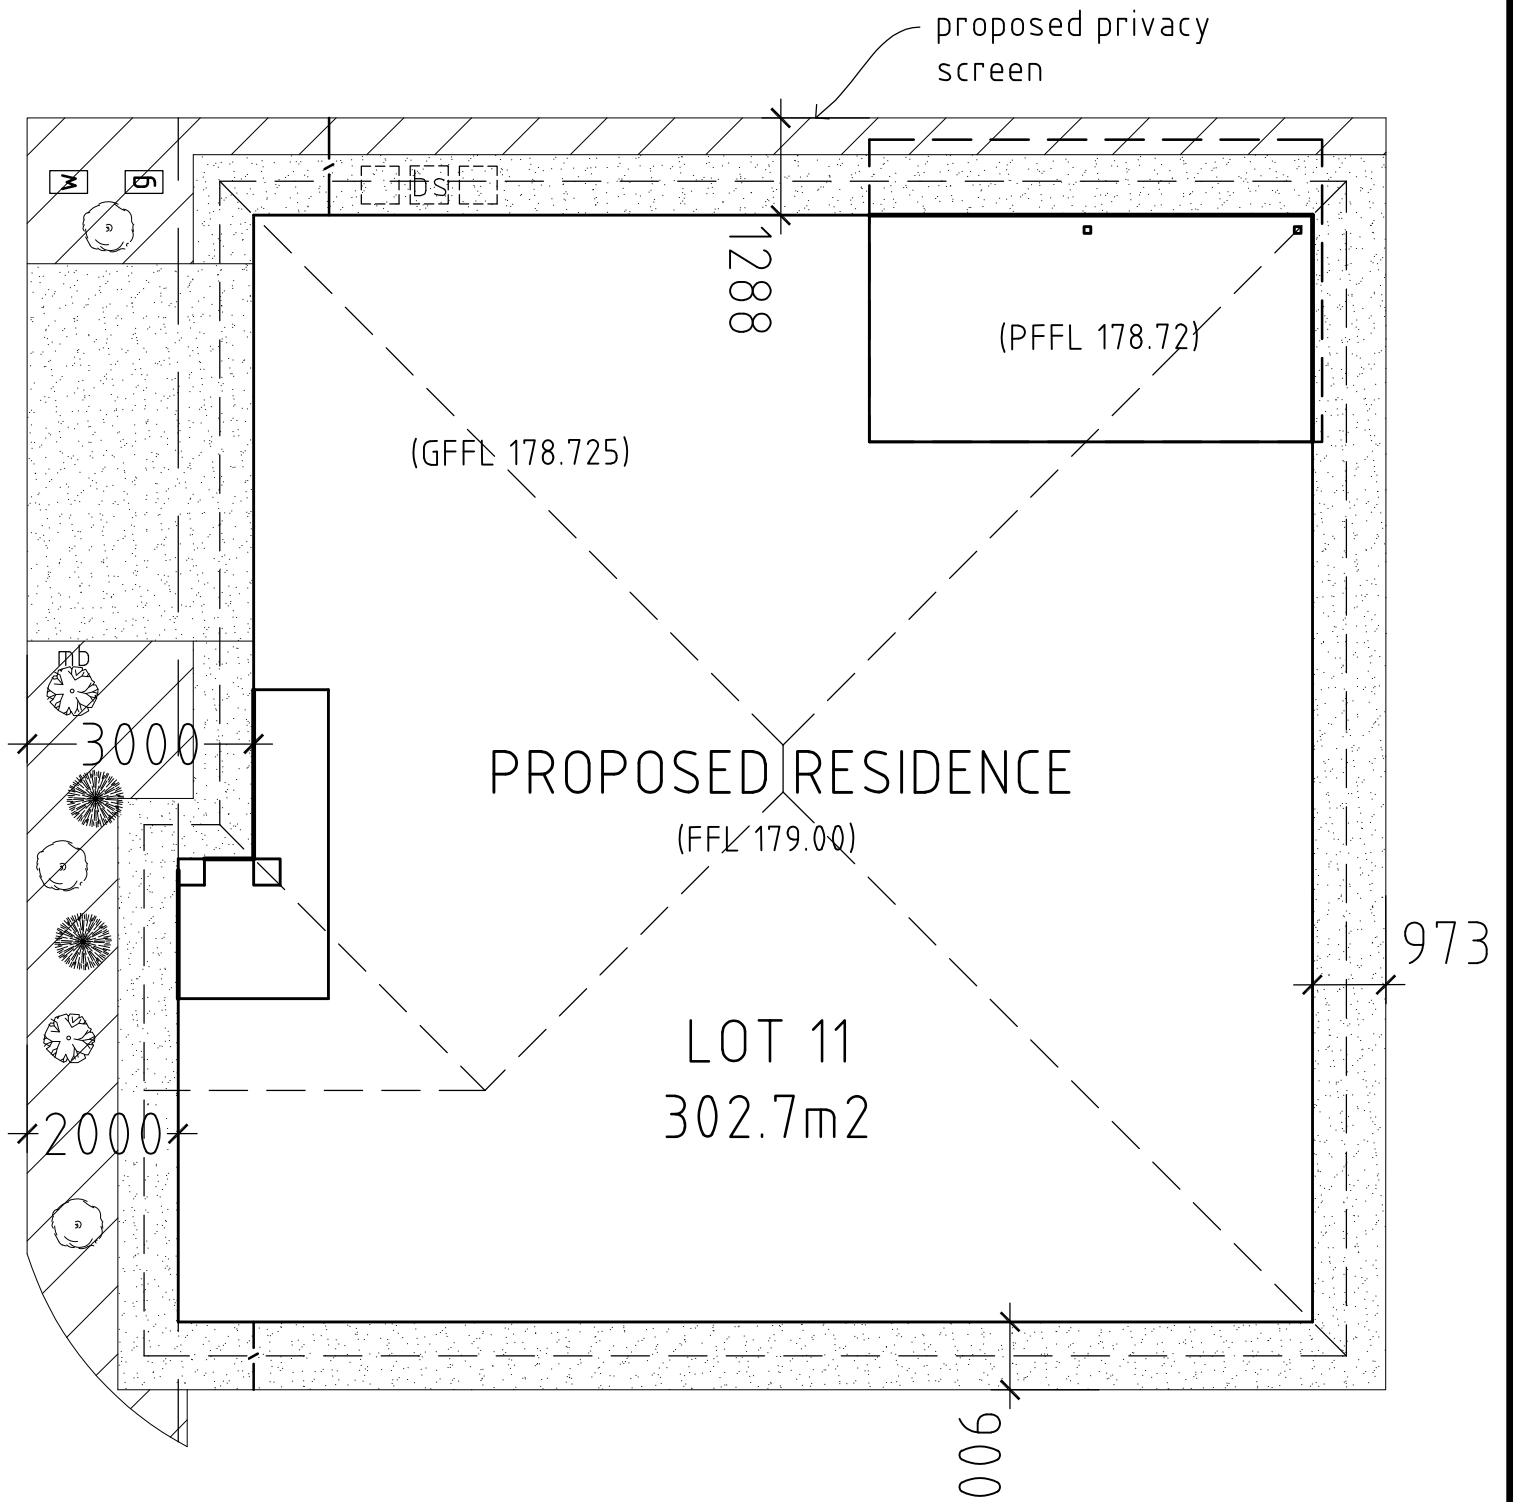 proposed privacy
screen
M
G
bs
1288
(PFFL 178.72)
(GFFL 178.725)
mb
3000
PROPOSED RESIDENCE
(FFL 179.00)
973
LOT 11
302.7m2
2000
900